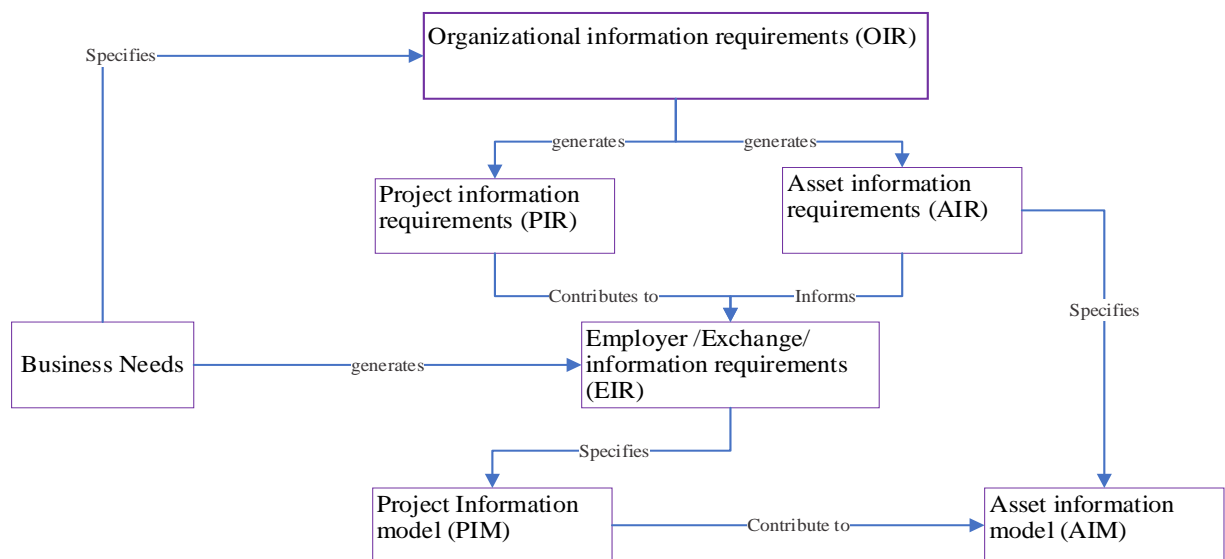 Organizational information requirements (OIR)
Specifies
generates
generates
Project information
requirements (PIR)
Asset information
requirements (AIR)
Contributes to
Informs
Specifies
Business Needs
generates
Employer /Exchange/
information requirements
(EIR)
Specifies
Project Information
model (PIM)
Contribute to
Asset information
model (AIM)